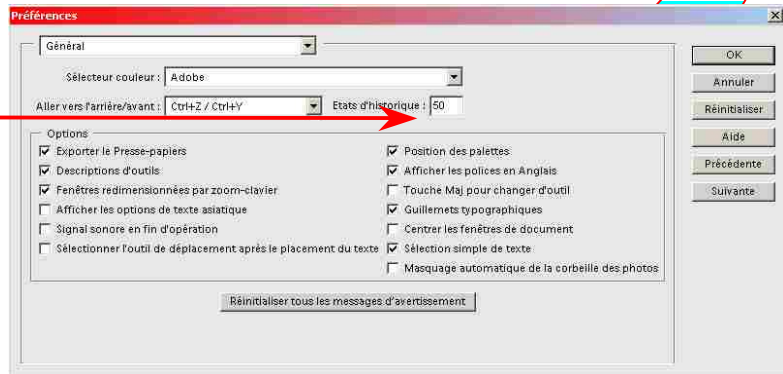 Préférences
Général
Sélecteur couleur : Adobe
Aller vers l'arrière/avant : Ctrl+Z / Ctrl+Y Etats d'historique : 50
Options
Exporter le Presse-papiers
Descriptions d'outils
Fenêtres redimensionnées par zoom-clavier
Afficher les options de texte asiatique
Signal sonore en fin d'opération
Sélectionner l'outil de déplacement après le placement du texte
Position des palettes
Afficher les polices en Anglais
Touche Maj pour changer d'outil
Guillemets typographiques
Centrer les fenêtres de document
Sélection simple de texte
Masquage automatique de la corbeille des photos
Réinitialiser tous les messages d'avertissement
OK
Annuler
Réinitialiser
Aide
Précédente
Suivante